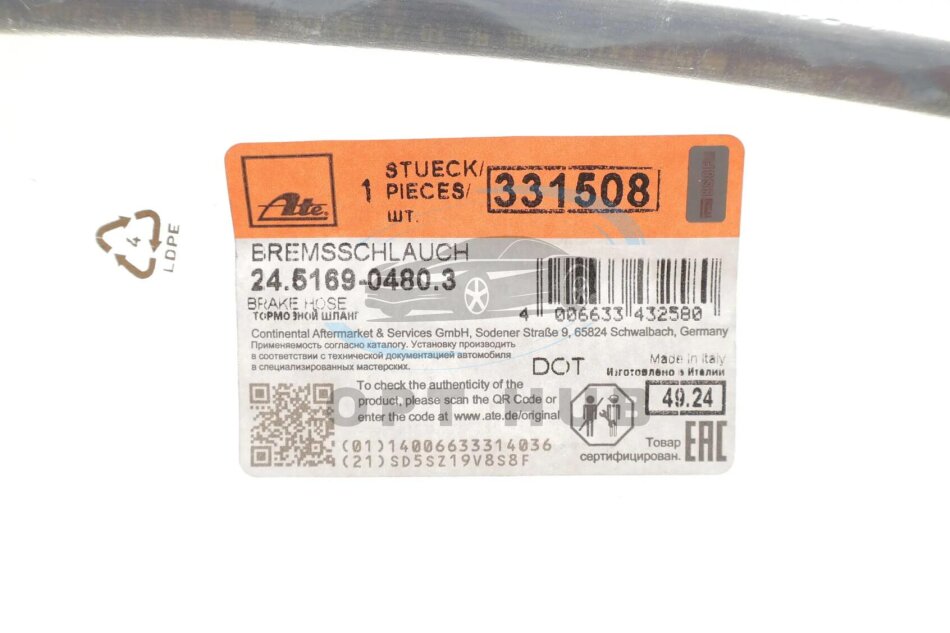 4
LDPE
Ate
1
STUECK/
PIECES/
шт.
331508
BREMSSCHLAUCH
24.5169-0480.3
BRAKE HOSE
ТОРМОЗНОЙ ШЛАНГ
4 006633 432580
Continental Aftermarket & Services GmbH, Sodener Straße 9, 65824 Schwalbach, Germany
Применяемость согласно каталогу. Установку производить
в соответствии с технической документацией автомобиля
в специализированных мастерских.
DOT
Made in Italy
Изготовлено в Италии
49.24
To check the authenticity of the
product, please scan the QR Code or
enter the code at www.ate.de/original
OPT HUB
(01)14006633314036
(21)SD5SZ19V8S8F
Товар
сертифицирован.
EAC